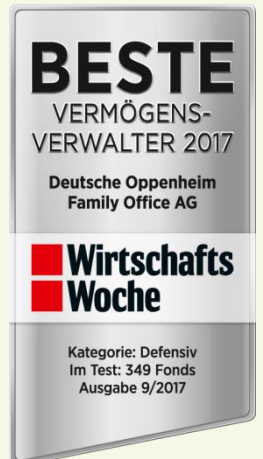 BESTE
VERMÖGENS-
VERWALTER 2017
Deutsche Oppenheim
Family Office AG
Wirtschafts
Woche
Kategorie: Defensiv
Im Test: 349 Fonds
Ausgabe 9/2017